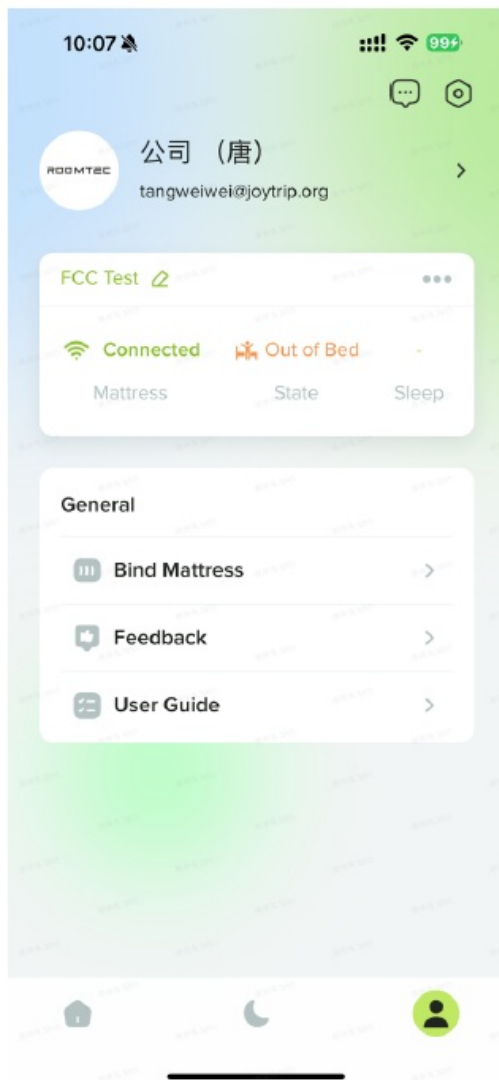 10:07
99
公司 （唐）
ROOMTEC
tangweiwei@joytrip.org
FCC Test
Connected
Out of Bed
-
Mattress
State
Sleep
General
Bind Mattress
Feedback
User Guide